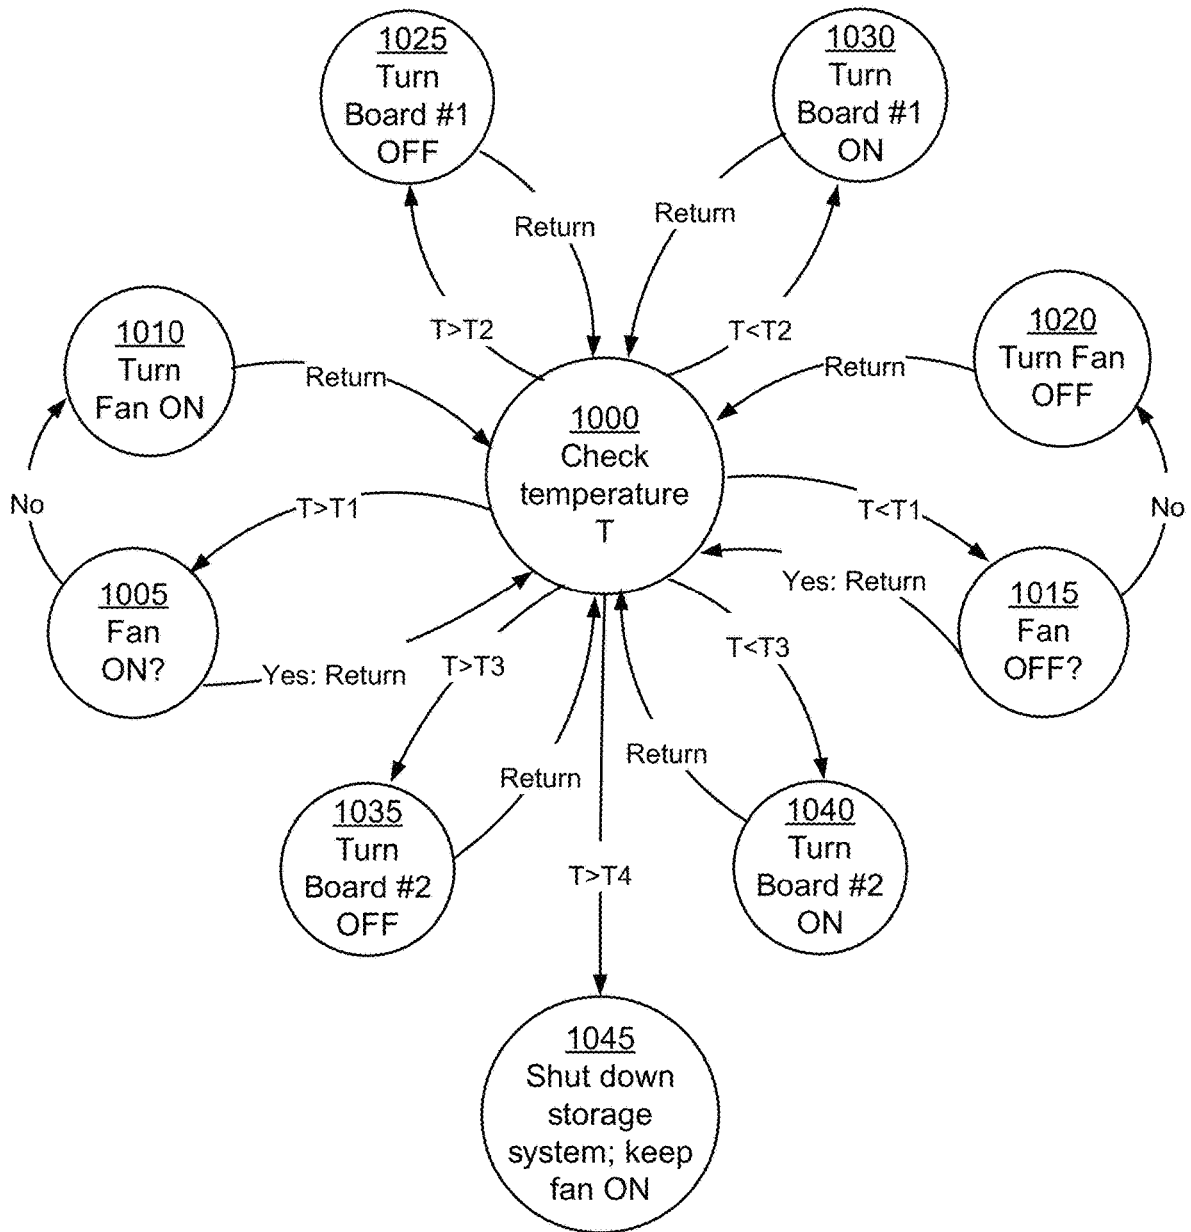 1025
Turn
Board #1
OFF
1030
Turn
Board #1
ON
Return
Return
T>T2
T<T2
1010
Turn
Fan ON
Return
1020
Turn Fan
OFF
Return
1000
Check
temperature
T
No
T>T1
T<T1
No
1005
Fan
ON?
Yes: Return
1015
Fan
OFF?
Yes: Return
T>T3
T<T3
Return
Return
1035
Turn
Board #2
OFF
1040
Turn
Board #2
ON
T>T4
1045
Shut down
storage
system; keep
fan ON